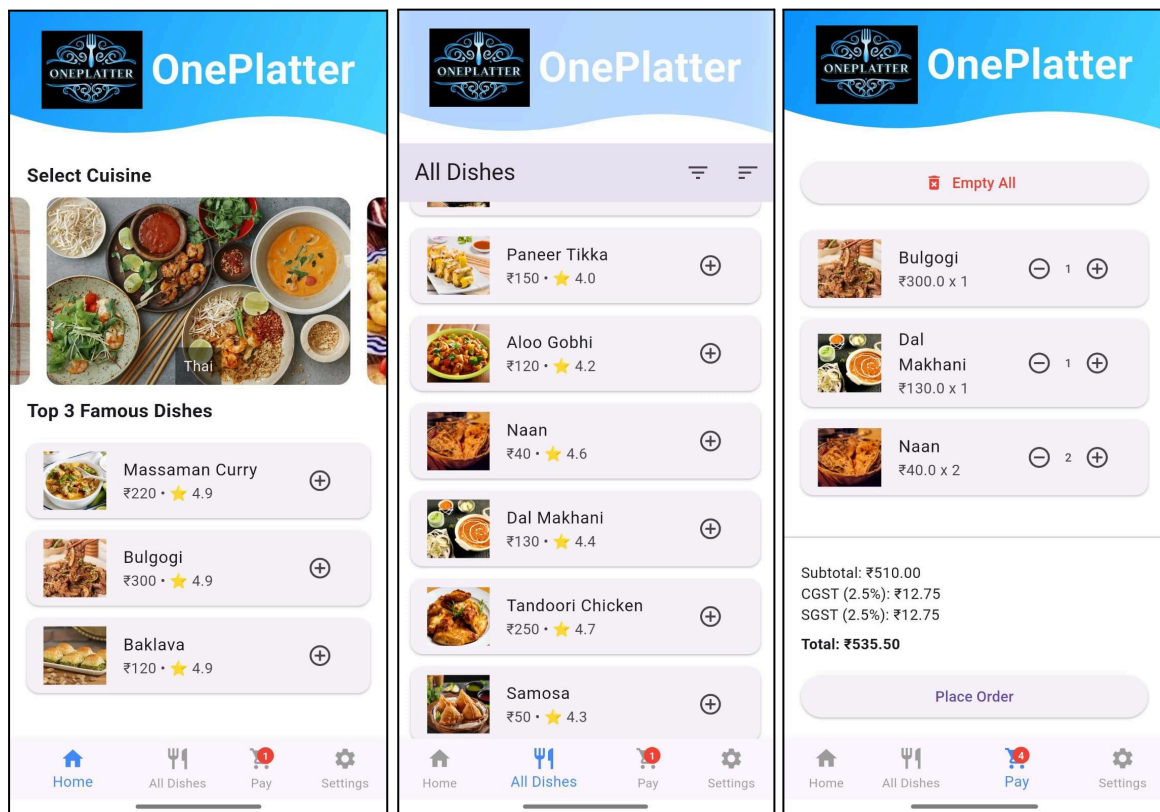 ONEPLATTER
OnePlatter
Select Cuisine
Thai
Top 3 Famous Dishes
Massaman Curry
₹220 • ⭐ 4.9
Bulgogi
₹300 • ⭐ 4.9
Baklava
₹120 • ⭐ 4.9
1
Home
All Dishes
Pay
Settings
ONEPLATTER
OnePlatter
All Dishes
Paneer Tikka
₹150 • ⭐ 4.0
Aloo Gobhi
₹120 • ⭐ 4.2
Naan
₹40 • ⭐ 4.6
Dal Makhani
₹130 • ⭐ 4.4
Tandoori Chicken
₹250 • ⭐ 4.7
Samosa
₹50 • ⭐ 4.3
1
Home
All Dishes
Pay
Settings
ONEPLATTER
OnePlatter
Empty All
Bulgogi
₹300.0 x 1
1
Dal
Makhani
₹130.0 x 1
1
Naan
₹40.0 x 2
2
Subtotal: ₹510.00
CGST (2.5%): ₹12.75
SGST (2.5%): ₹12.75
Total: ₹535.50
Place Order
4
Home
All Dishes
Pay
Settings